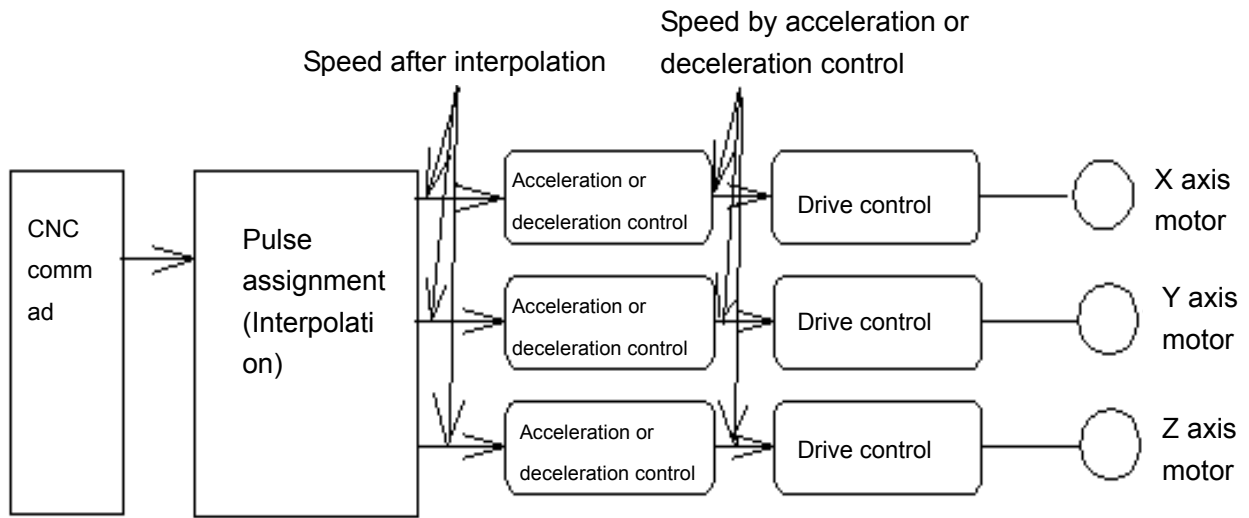 Speed by acceleration or
deceleration control
Speed after interpolation
CNC
comm
ad
Pulse
assignment
(Interpolati
on)
Acceleration or
deceleration control
Drive control
X axis
motor
Acceleration or
deceleration control
Drive control
Y axis
motor
Acceleration or
deceleration control
Drive control
Z axis
motor